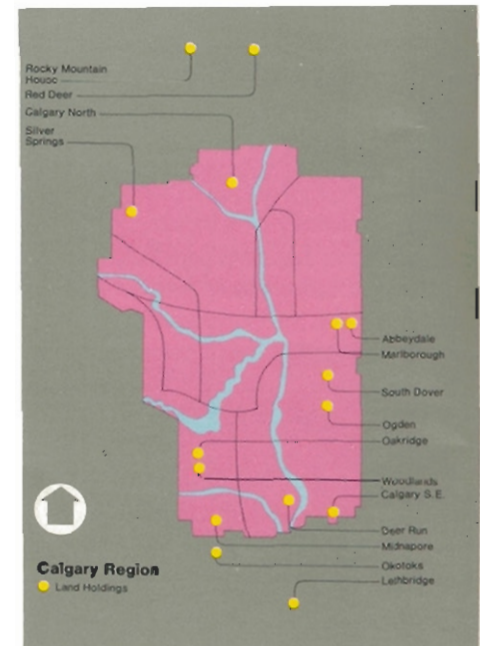 Rocky Mountain
House
Red Deer
Calgary North
Silver
Springs
Abbeydale
Marlborough
South Dover
Ogden
Oakridge
Woodlands
Calgary S.E.
Deer Run
Midnapore
Okotoks
Lethbridge
Calgary Region
Land Holdings